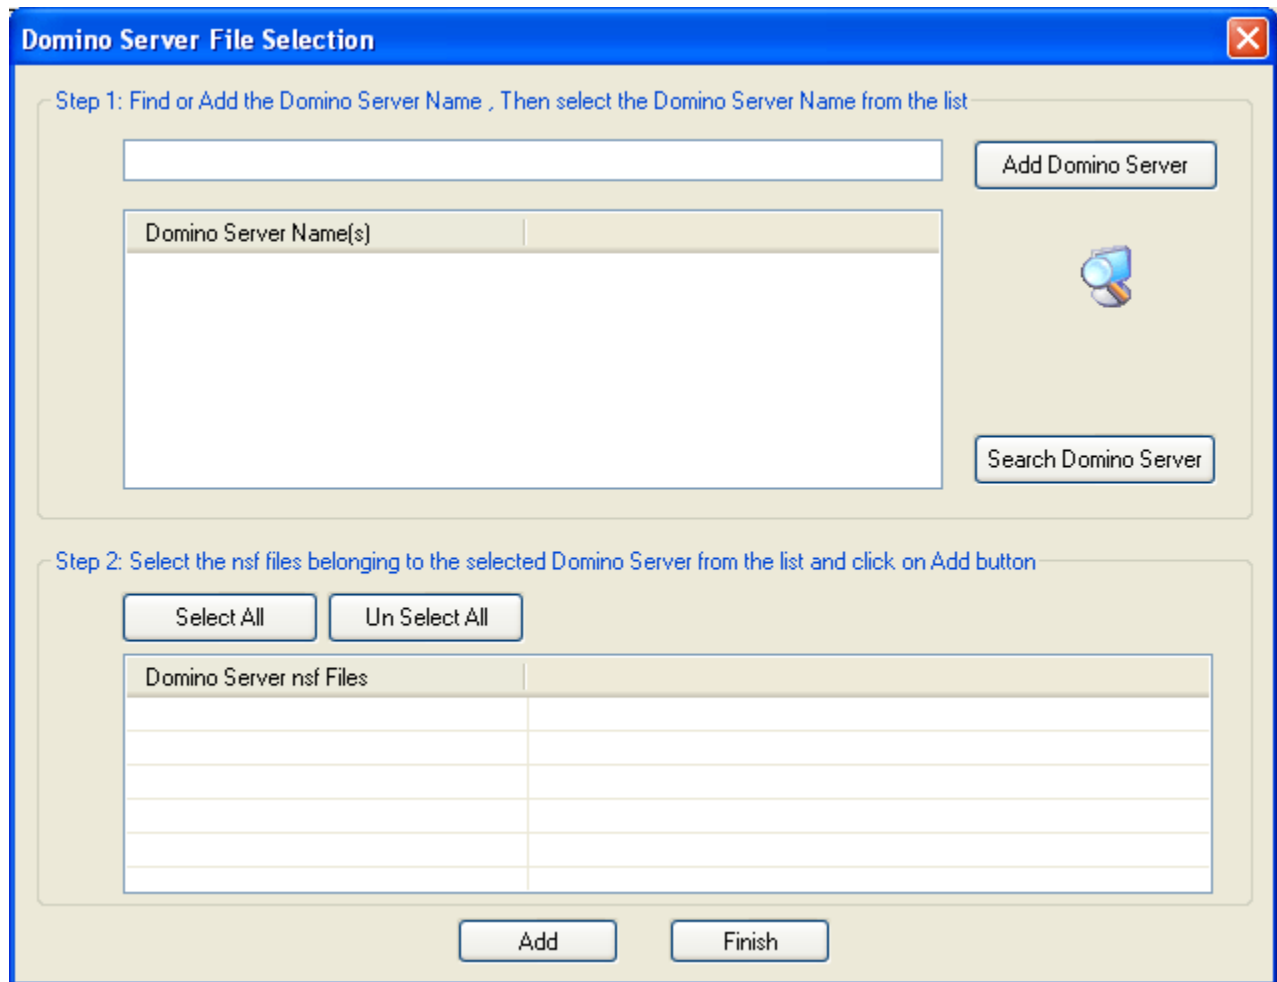 Domino Server File Selection
Step 1: Find or Add the Domino Server Name , Then select the Domino Server Name from the list
Add Domino Server
Domino Server Name(s)
Search Domino Server
Step 2: Select the nsf files belonging to the selected Domino Server from the list and click on Add button
Select All Un Select All
Domino Server nsf Files
Add Finish